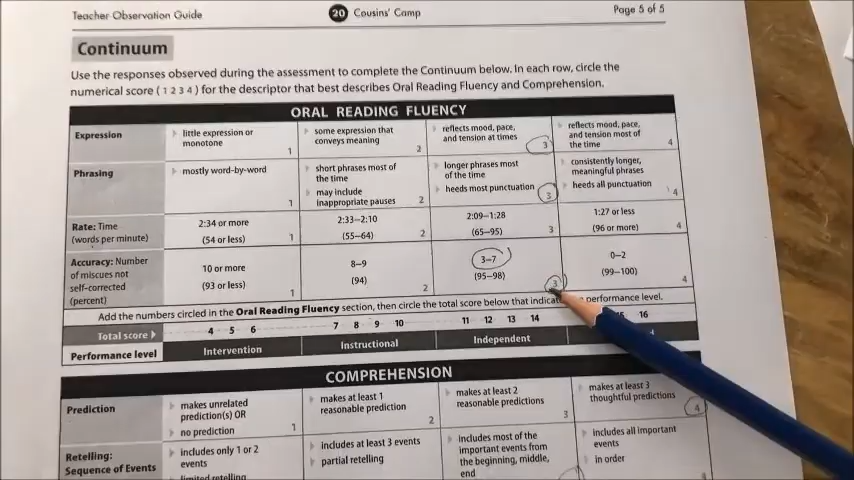 Teacher Observation Guide 20 Cousins' Camp Page 5 of 5
Continuum
Use the responses observed during the assessment to complete the Continuum below. In each row, circle the
numerical score (1 2 3 4) for the descriptor that best describes Oral Reading Fluency and Comprehension.
ORAL READING FLUENCY
Expression
little expression or
monotone
1
some expression that
conveys meaning
2
reflects mood, pace,
and tension at times
3
reflects mood, pace,
and tension most of
the time
4
Phrasing
mostly word-by-word
1
short phrases most of
the time
may include
inappropriate pauses
2
longer phrases most
of the time
heeds most punctuation
3
consistently longer,
meaningful phrases
heeds all punctuation
4
Rate: Time
(words per minute)
2:34 or more
(54 or less)
1
2:33–2:10
(55–64)
2
2:09–1:28
(65–95)
3
1:27 or less
(96 or more)
4
Accuracy: Number
of miscues not
self-corrected
(percent)
10 or more
(93 or less)
1
8–9
(94)
2
3–7
(95–98)
3
0–2
(99–100)
4
Add the numbers circled in the Oral Reading Fluency section, then circle the total score below that performance level.
Total score 4 5 6 7 8 9 10 11 12 13 14 16
Performance level Intervention Instructional Independent
COMPREHENSION
Prediction
makes unrelated
prediction(s) OR
no prediction
1
makes at least 1
reasonable prediction
2
makes at least 2
reasonable predictions
3
makes at least 3
thoughtful predictions
4
Retelling:
Sequence of Events
includes only 1 or 2
events
limited retelling
includes at least 3 events
partial retelling
includes most of the
important events from
the beginning, middle,
end
includes all important
events
in order